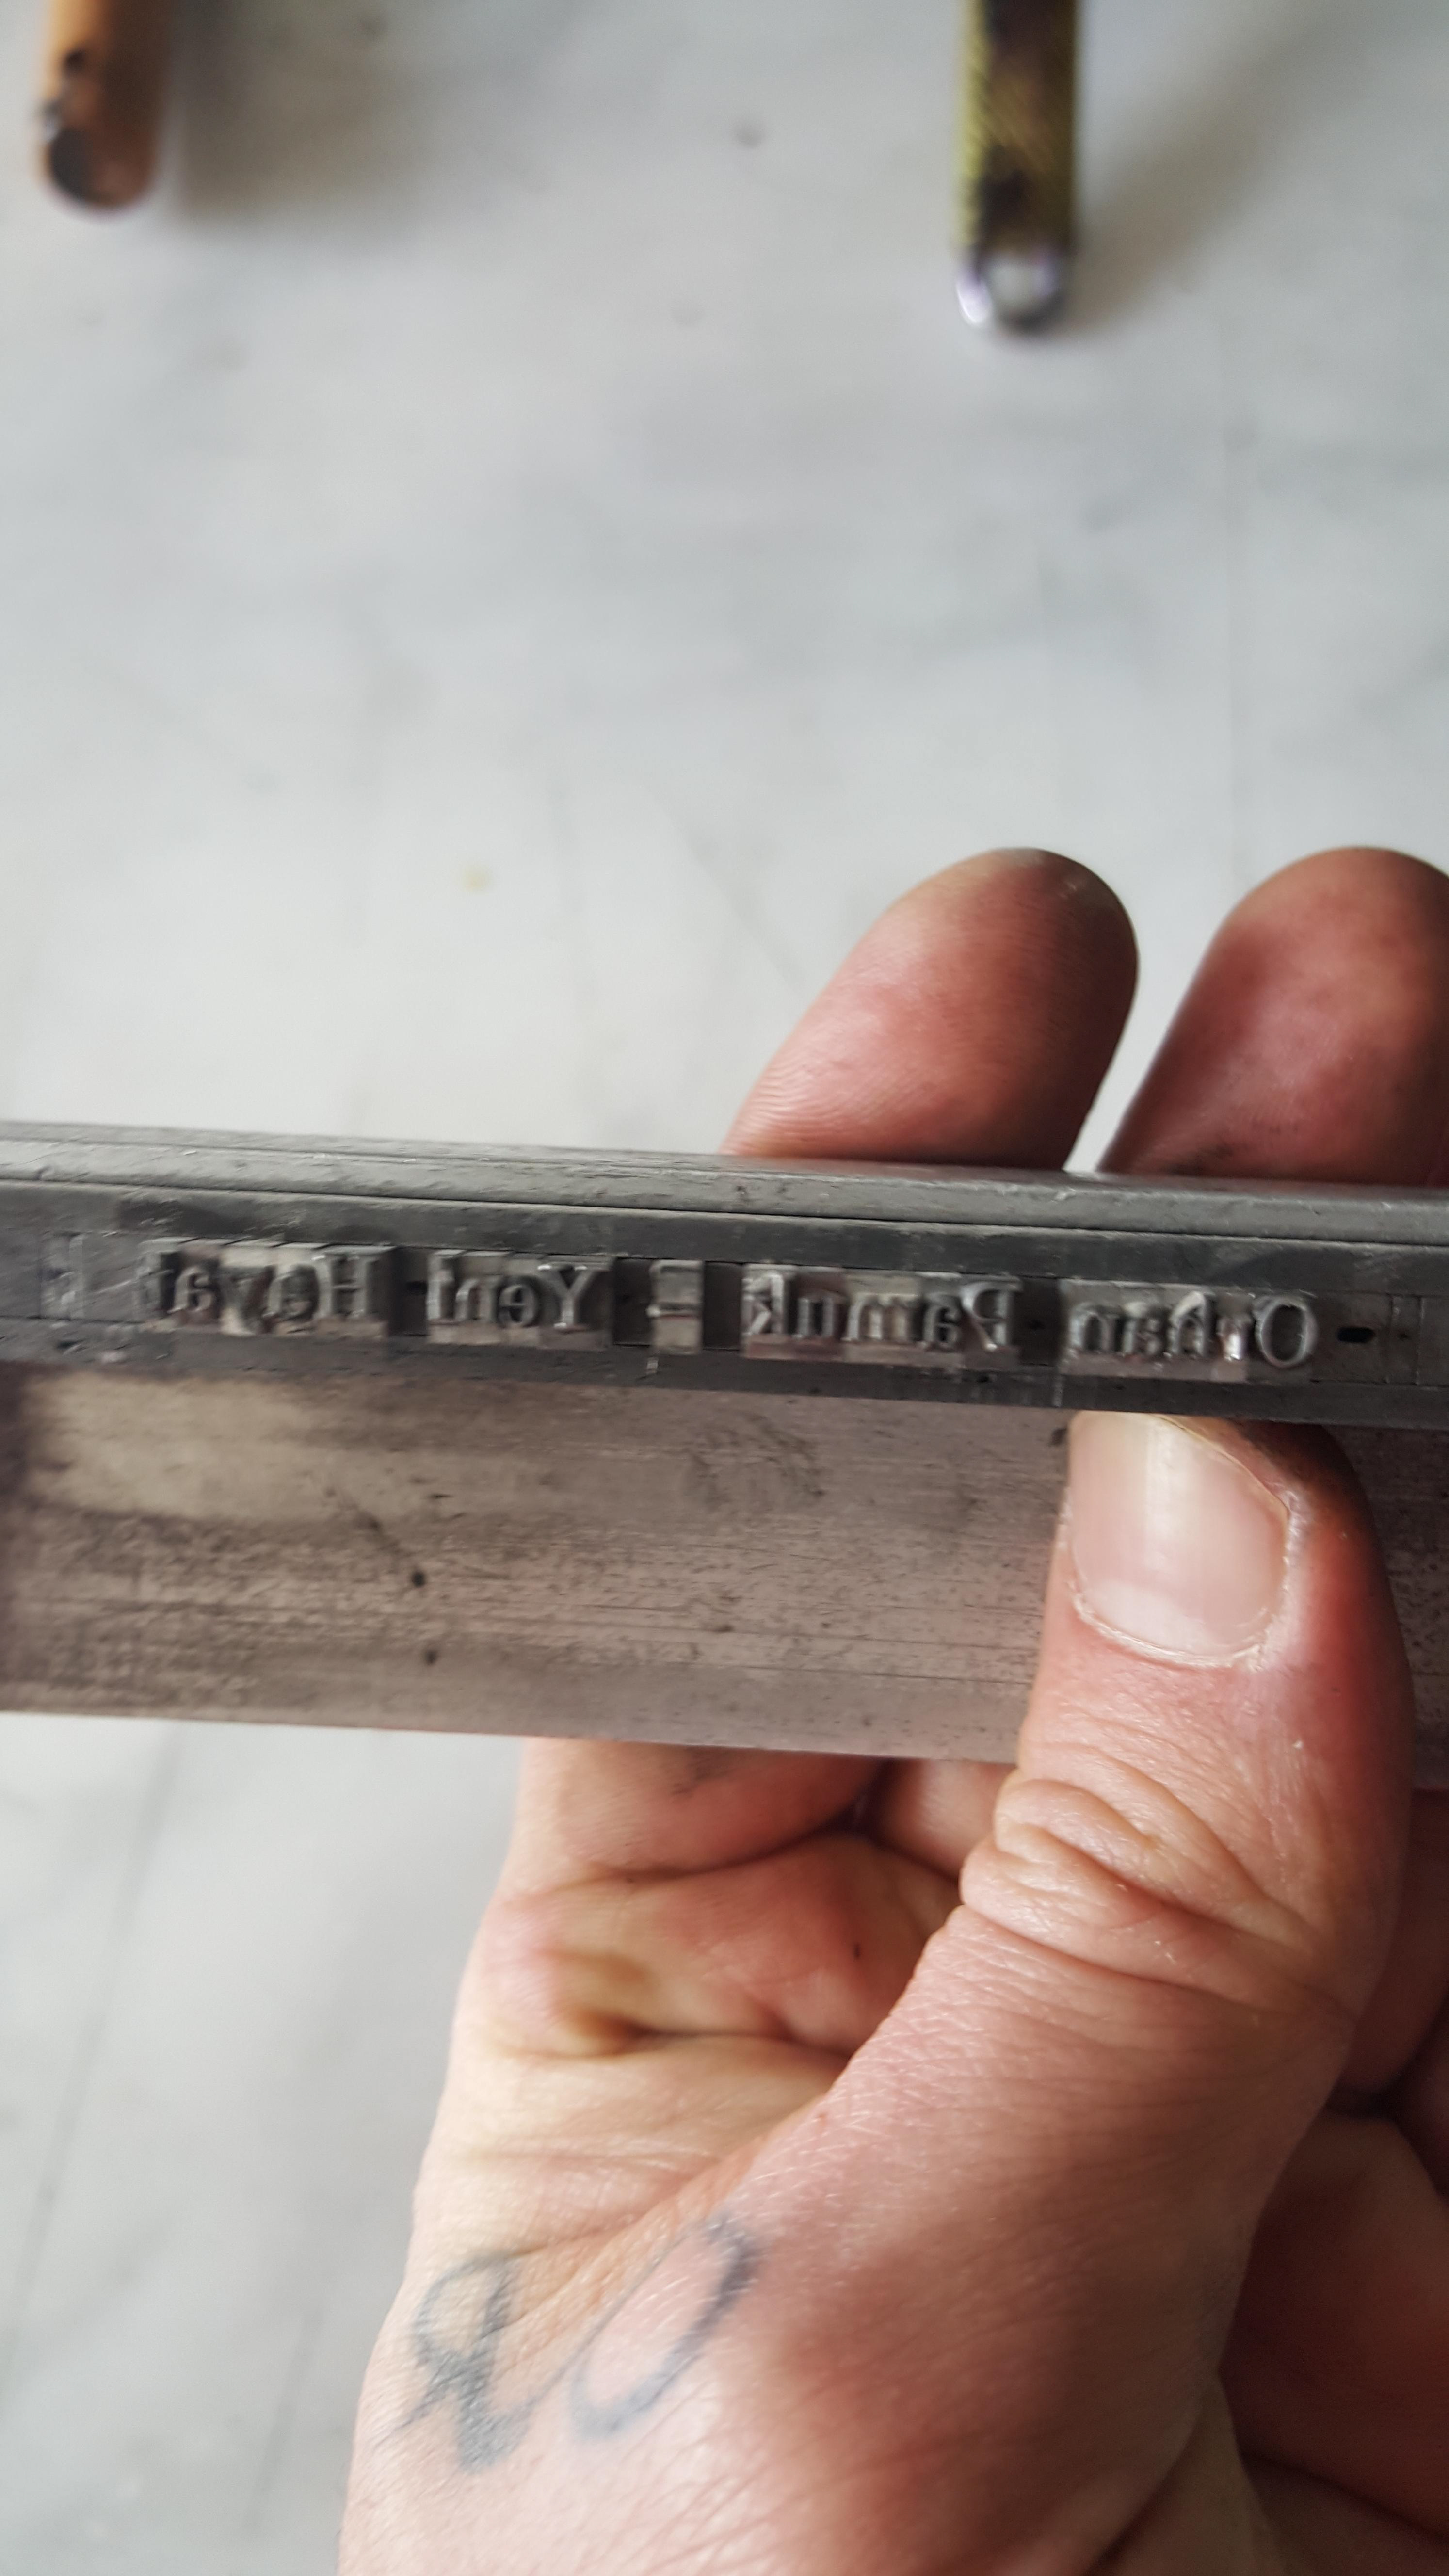 Orhan Pamuk - Yeni Hayat